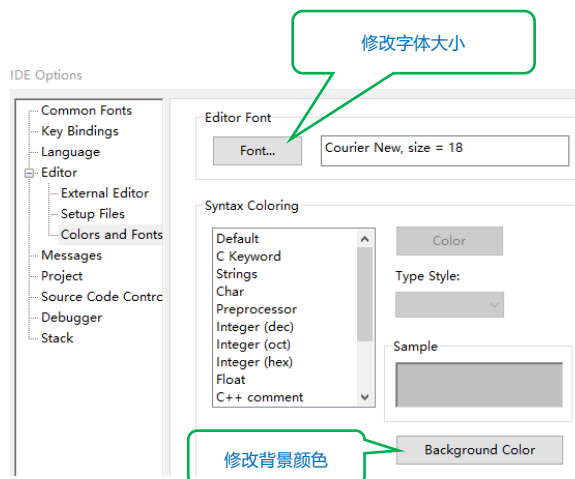 修改字体大小
IDE Options
Common Fonts
Key Bindings
Language
Editor
External Editor
Setup Files
Colors and Fonts
Messages
Project
Source Code Contro
Debugger
Stack
Editor Font
Font...
Courier New, size = 18
Syntax Coloring
Default
C Keyword
Strings
Char
Preprocessor
Integer (dec)
Integer (oct)
Integer (hex)
Float
C++ comment
Color
Type Style:
Sample
Background Color
修改背景颜色